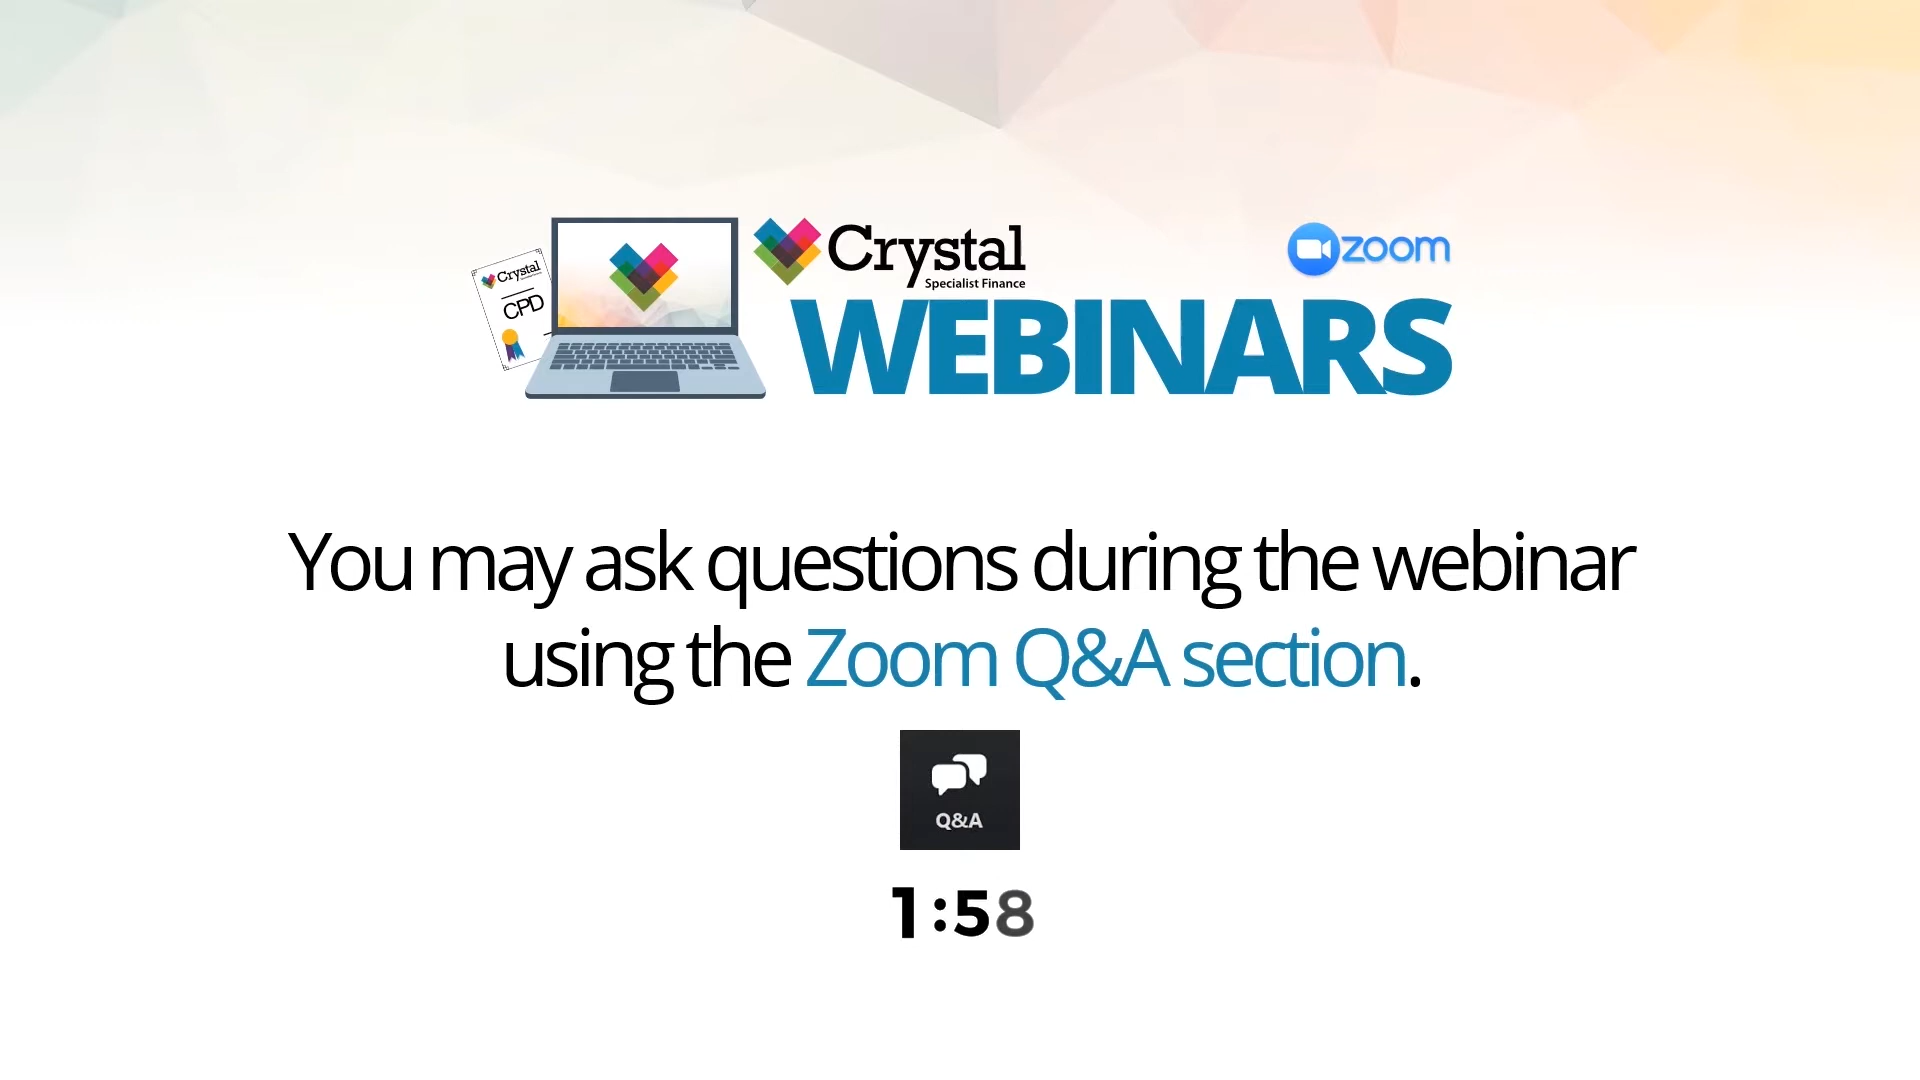 Crystal
CPD
Crystal
Specialist Finance
zoom
WEBINARS
You may ask questions during the webinar
using the Zoom Q&A section.
Q&A
1:58